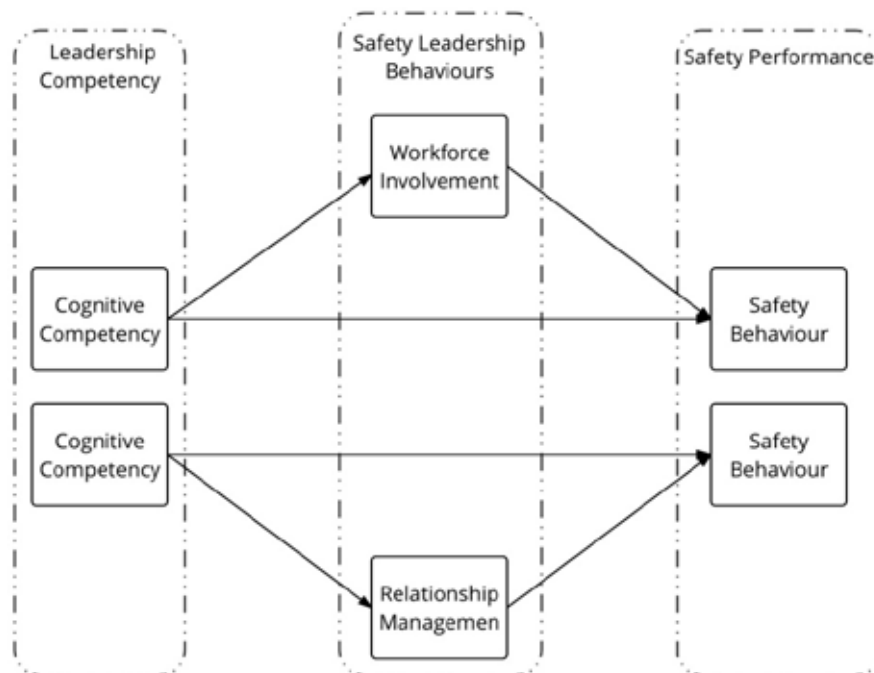 Leadership
Competency
Safety Leadership
Behaviours
Safety Performance
Workforce
Involvement
Cognitive
Competency
Safety
Behaviour
Cognitive
Competency
Safety
Behaviour
Relationship
Managemen